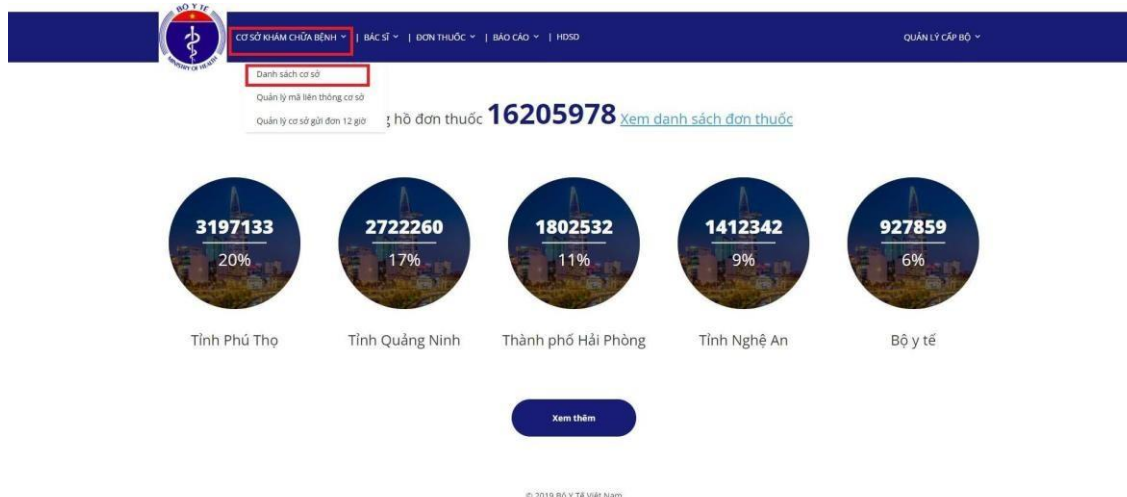 BỘ Y TẾ
MINISTRY OF HEALTH
CƠ SỞ KHÁM CHỮA BỆNH | BÁC SĨ | ĐƠN THUỐC | BÁO CÁO | HDSD
QUẢN LÝ CẤP BỘ
Danh sách cơ sở
Quản lý mã liên thông cơ sở
Quản lý cơ sở gửi đơn 12 giờ
hồ đơn thuốc 16205978 Xem danh sách đơn thuốc
3197133
20%
Tỉnh Phú Thọ
2722260
17%
Tỉnh Quảng Ninh
1802532
11%
Thành phố Hải Phòng
1412342
9%
Tỉnh Nghệ An
927859
6%
Bộ y tế
Xem thêm
© 2019 Bộ Y Tế Việt Nam